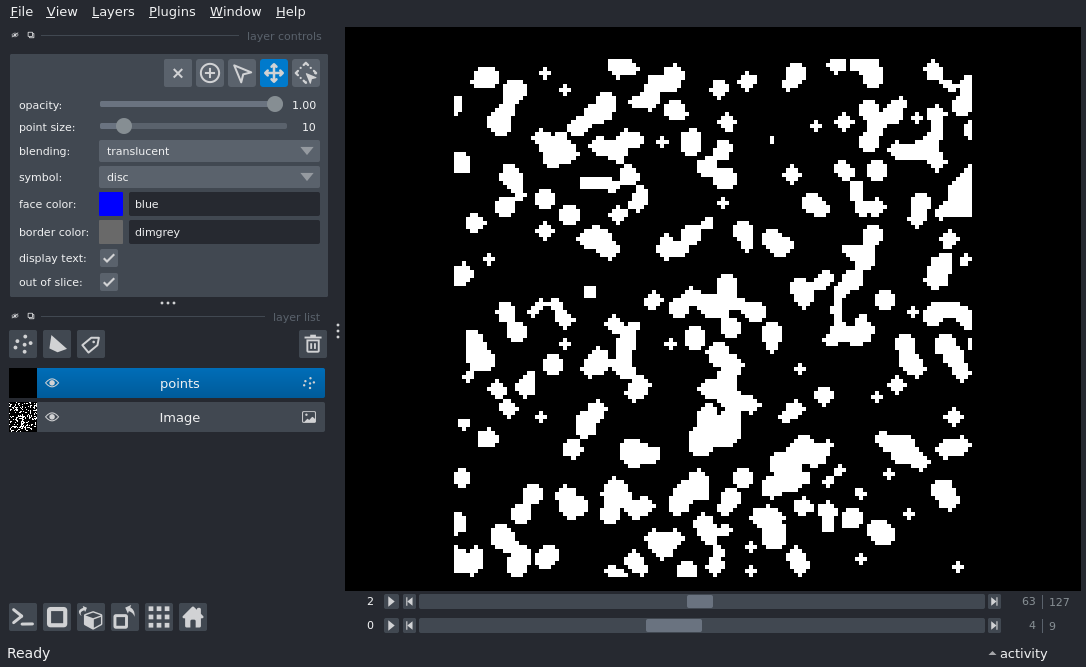 File View Layers Plugins Window Help
layer controls
opacity: 1.00
point size: 10
blending: translucent
symbol: disc
face color: blue
border color: dimgrey
display text:
out of slice:
layer list
points
Image
2 63 127
0 4 9
Ready activity